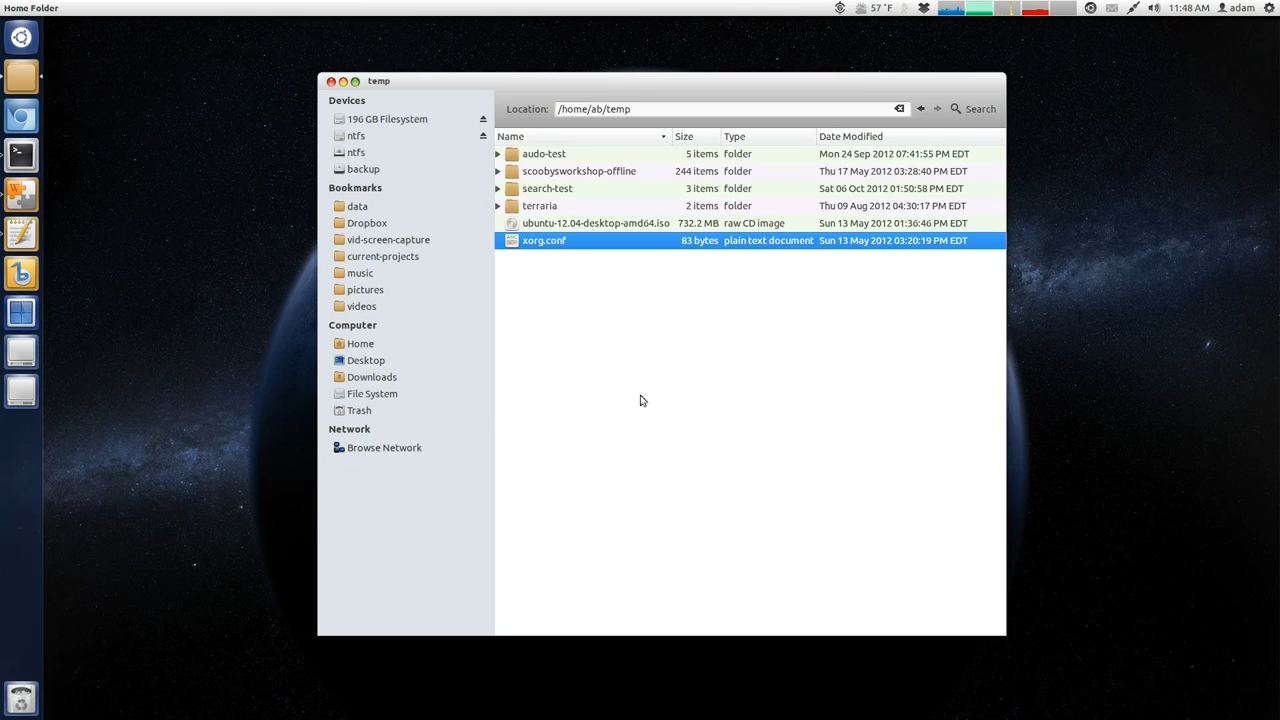 Home Folder
57 °F
11:48 AM
adam
temp
Devices
196 GB Filesystem
ntfs
ntfs
backup
Bookmarks
data
Dropbox
vid-screen-capture
current-projects
music
pictures
videos
Computer
Home
Desktop
Downloads
File System
Trash
Network
Browse Network
Location: /home/ab/temp Search
Name Size Type Date Modified
audo-test 5 items folder Mon 24 Sep 2012 07:41:55 PM EDT
scoobysworkshop-offline 244 items folder Thu 17 May 2012 03:28:40 PM EDT
search-test 3 items folder Sat 06 Oct 2012 01:50:58 PM EDT
terraria 2 items folder Thu 09 Aug 2012 04:30:17 PM EDT
ubuntu-12.04-desktop-amd64.iso 732.2 MB raw CD image Sun 13 May 2012 01:36:46 PM EDT
xorg.conf 83 bytes plain text document Sun 13 May 2012 03:20:19 PM EDT